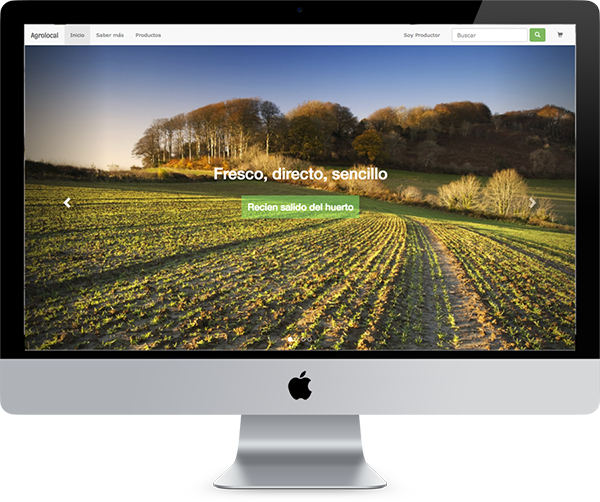 Agrolocal Inicio Saber más Productos Soy Productor Buscar
Fresco, directo, sencillo
Recien salido del huerto